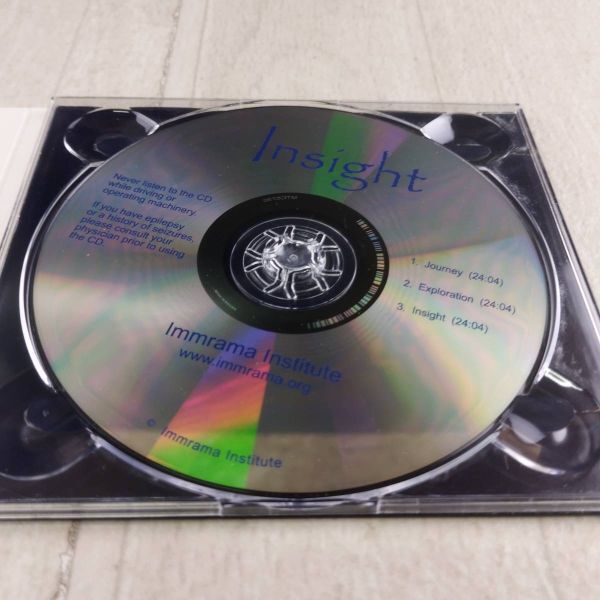 Insight
Never listen to the CD
while driving or
operating machinery.
If you have epilepsy
or a history of seizures,
please consult your
physician prior to using
the CD.
1. Journey (24:04)
2. Exploration (24:04)
3. Insight (24:04)
Immrama Institute
www.immrama.org
© Immrama Institute